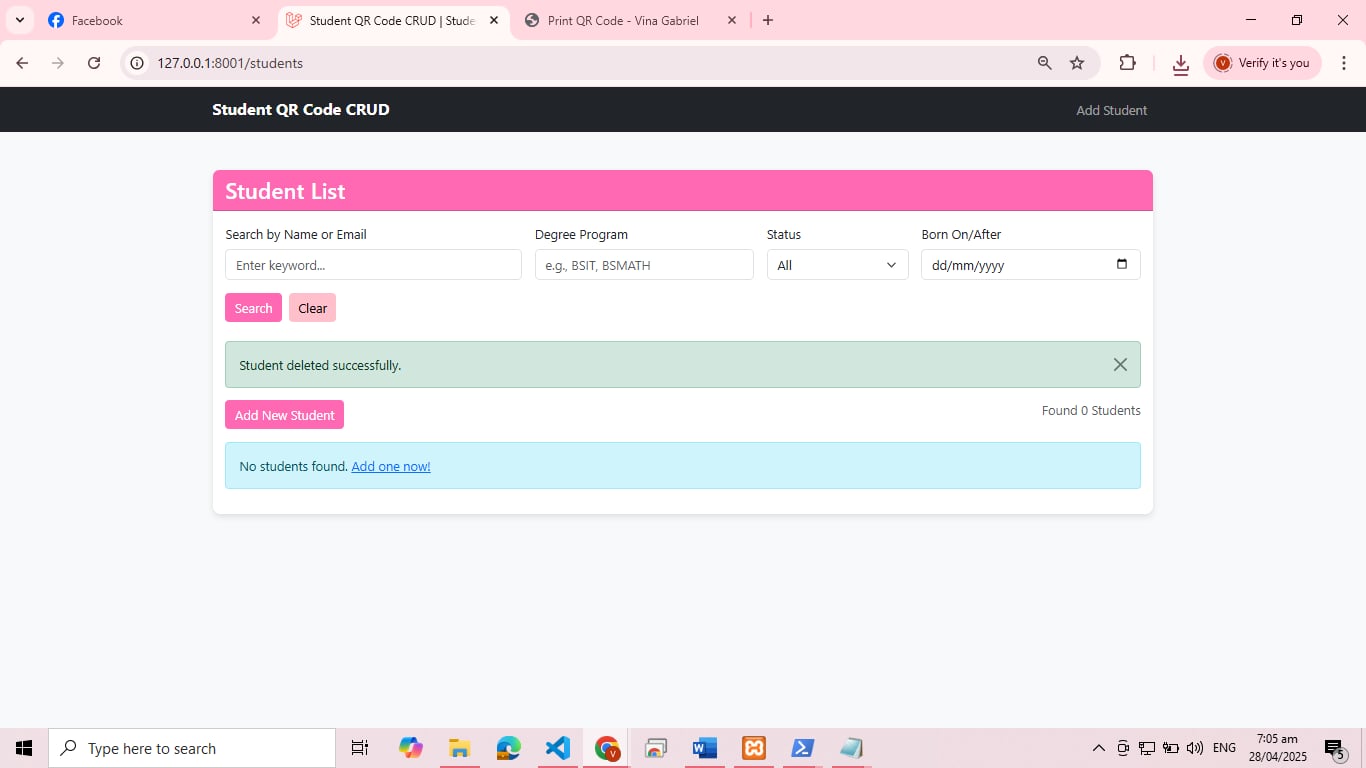 Facebook
Student QR Code CRUD | Stude
Print QR Code - Vina Gabriel
127.0.0.1:8001/students
V
Verify it's you
Student QR Code CRUD
Add Student
Student List
Search by Name or Email
Degree Program
Status
Born On/After
Enter keyword...
e.g., BSIT, BSMATH
All
dd/mm/yyyy
Search
Clear
Student deleted successfully.
Add New Student
Found 0 Students
No students found. Add one now!
Type here to search
V
ENG
7:05 am
28/04/2025
5